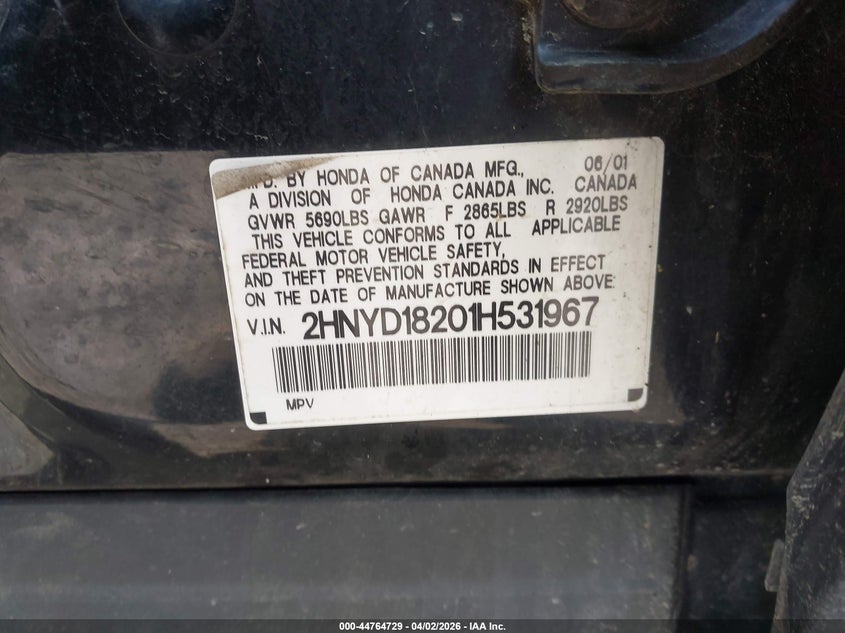 MFD. BY HONDA OF CANADA MFG., 06/01
A DIVISION OF HONDA CANADA INC. CANADA
GVWR 5690LBS GAWR F 2865LBS R 2920LBS
THIS VEHICLE CONFORMS TO ALL APPLICABLE
FEDERAL MOTOR VEHICLE SAFETY,
AND THEFT PREVENTION STANDARDS IN EFFECT
ON THE DATE OF MANUFACTURE SHOWN ABOVE.
V.I.N. 2HNYD18201H531967
MPV
000-44764729 - 04/02/2026 - IAA Inc.